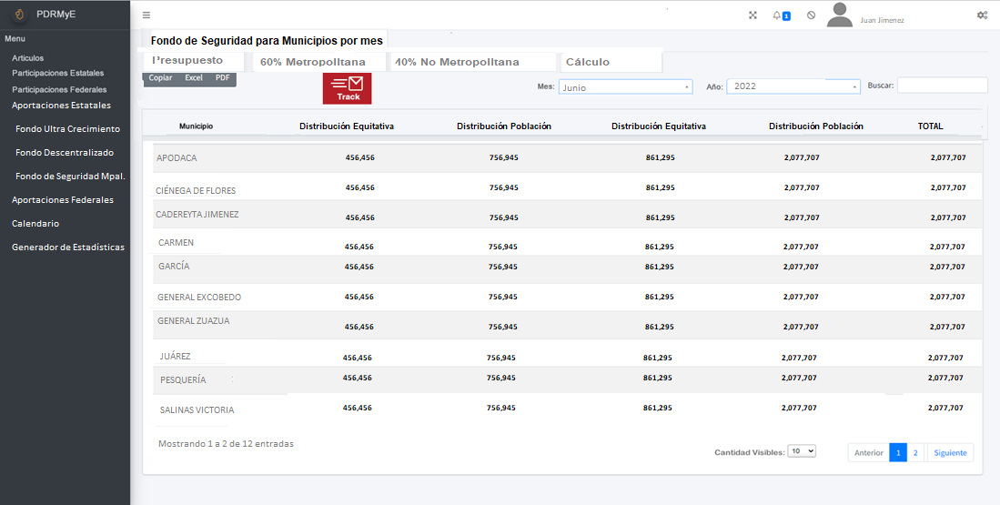 PDRMyE
1
Juan Jimenez
Menu
Articulos
Participaciones Estatales
Participaciones Federales
Aportaciones Estatales
Fondo Ultra Crecimiento
Fondo Descentralizado
Fondo de Seguridad Mpal.
Aportaciones Federales
Calendario
Generador de Estadísticas
Fondo de Seguridad para Municipios por mes
Presupuesto 60% Metropolitana 40% No Metropolitana Cálculo
Copiar Excel PDF
Track
Mes: Junio Año: 2022 Buscar:
Municipio Distribución Equitativa Distribución Población Distribución Equitativa Distribución Población TOTAL
APODACA 456,456 756,945 861,295 2,077,707 2,077,707
CIÉNEGA DE FLORES 456,456 756,945 861,295 2,077,707 2,077,707
CADEREYTA JIMENEZ 456,456 756,945 861,295 2,077,707 2,077,707
CARMEN 456,456 756,945 861,295 2,077,707 2,077,707
GARCÍA 456,456 756,945 861,295 2,077,707 2,077,707
GENERAL EXCOBEDO 456,456 756,945 861,295 2,077,707 2,077,707
GENERAL ZUAZUA 456,456 756,945 861,295 2,077,707 2,077,707
JUÁREZ 456,456 756,945 861,295 2,077,707 2,077,707
PESQUERÍA 456,456 756,945 861,295 2,077,707 2,077,707
SALINAS VICTORIA 456,456 756,945 861,295 2,077,707 2,077,707
Mostrando 1 a 2 de 12 entradas
Cantidad Visibles: 10 Anterior 1 2 Siguiente